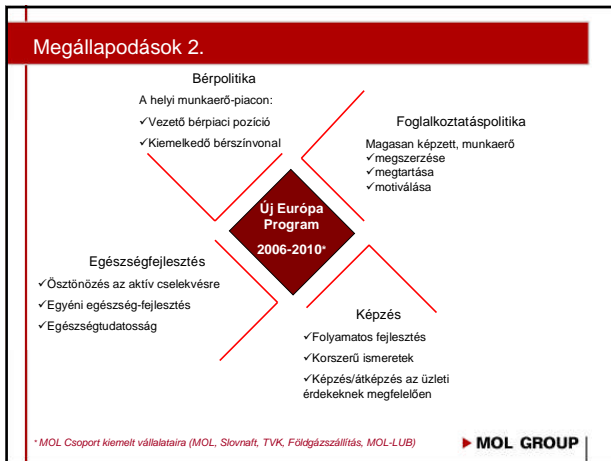 Megállapodások 2.
Bérpolitika
A helyi munkaerő-piacon:
✓Vezető bérpiaci pozíció
✓Kiemelkedő bérszínvonal
Foglalkoztatáspolitika
Magasan képzett, munkaerő
✓megszerzése
✓megtartása
✓motiválása
Új Európa
Program
2006-2010*
Egészségfejlesztés
✓Ösztönözés az aktív cselekvésre
✓Egyéni egészség-fejlesztés
✓Egészségtudatosság
Képzés
✓Folyamatos fejlesztés
✓Korszerű ismeretek
✓Képzés/átképzés az üzleti
érdekeknek megfelelően
* MOL Csoport kiemelt vállalataira (MOL, Slovnaft, TVK, Földgázszállítás, MOL-LUB)
MOL GROUP